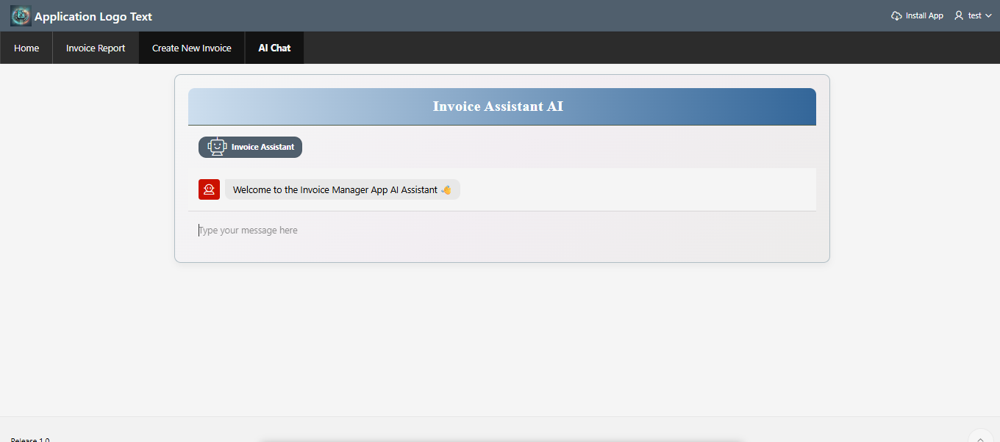 Application Logo Text
Install App
test
Home
Invoice Report
Create New Invoice
AI Chat
Invoice Assistant AI
Invoice Assistant
Welcome to the Invoice Manager App AI Assistant 👋
Type your message here
Release 1.0